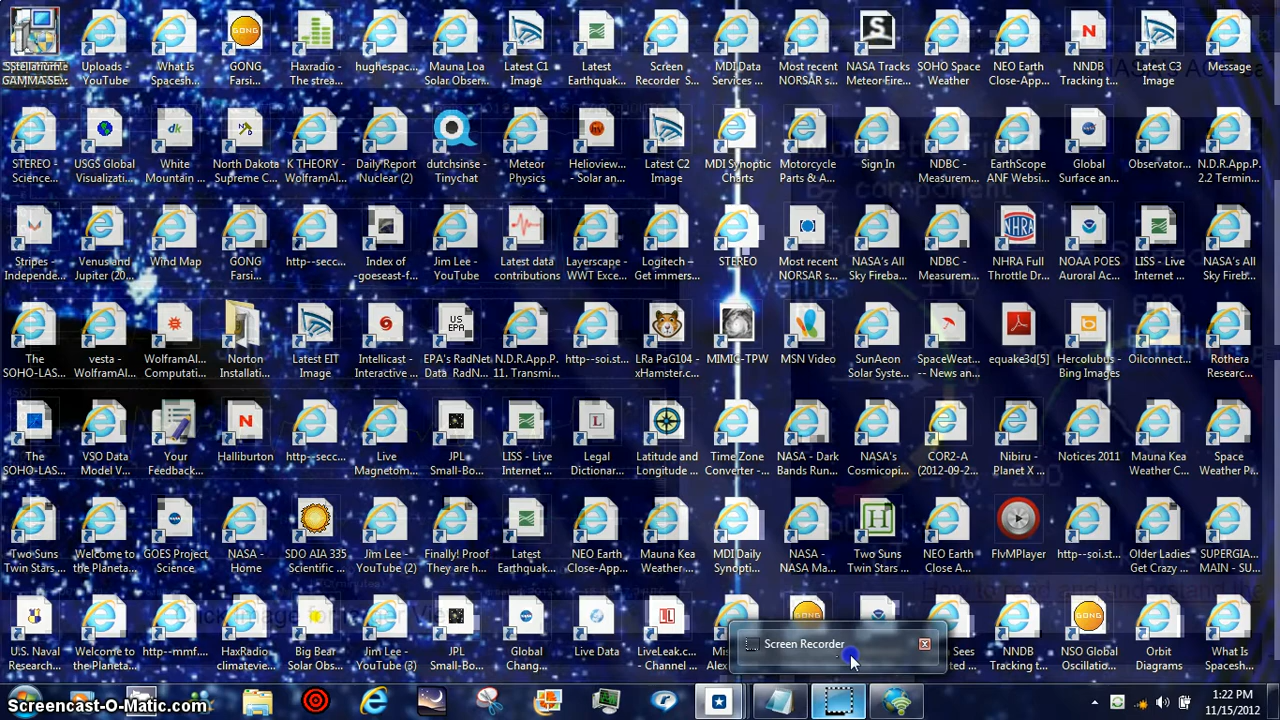 Stellantrite Uploads - What Is GONG Haxradio - hughespac... Mauna Loa Latest C1 Latest Screen MDI Data Most recent NASA Tracks SOHO Space NEO Earth NNDB Latest C3 Message
YouTube Spacesh... Farsi... The strea... Solar Obser... Image Earthquak... Recorder S... Services ... NORSAR s... Meteor Fire... Weather Close-App... Tracking t... Image
STEREO - USGS Global White North Dakota K THEORY - Daily Report dutchsinse - Meteor Helioview... Latest C2 MDI Synoptic Motorcycle Sign In NDBC - EarthScope Global Observator... N.D.R.App.P.
Science... Visualizati... Mountain ... Supreme C... WolframAl... Nuclear (2) Tinychat Physics - Solar an... Image Charts Parts & A... Measurem... ANF Websi... Surface an... 2.2 Termin...
Stripes - Venus and Wind Map GONG http--secc... Index of Jim Lee - Latest data Layerscape - Logitech – STEREO Most recent NASA's All NDBC - NHRA Full NOAA POES LISS - Live NASA's All
Independe... Jupiter (20... Farsi... -goeseast-f... YouTube contributions WWT Exce... Get immers... NORSAR s... Sky Fireba... Measurem... Throttle Dr... Auroral Ac... Internet ... Sky Fireb...
The vesta - WolframAl... Norton Latest EIT Intellicast - EPA's RadNet N.D.R.App.P. http--soi.st... LRa PaG104 - MIMIC-TPW MSN Video SunAeon SpaceWeat... equake3d[5] Hercolubus - Oilconnect... Rothera
SOHO-LAS... WolframAl... Computati... Installati... Image Interactive ... Data RadN... 11. Transmi... xHamster.c... Solar Syste... -- News an... Bing Images Researc...
The VSO Data Your Halliburton http--secc... Live JPL LISS - Live Legal Latitude and Time Zone NASA - Dark NASA's COR2-A Nibiru - Notices 2011 Mauna Kea Space
SOHO-LAS... Model V... Feedback... Magnetom... Small-Bo... Internet ... Dictionar... Longitude ... Converter -... Bands Run... Cosmicopi... (2012-09-2... Planet X ... Weather C... Weather P...
Two Suns Welcome to GOES Project NASA - SDO AIA 335 Jim Lee - Finally! Proof Latest NEO Earth Mauna Kea MDI Daily NASA - Two Suns NEO Earth FlvMPlayer http--soi.st... Older Ladies SUPERGIA...
Twin Stars ... the Planeta... Science Home Scientific ... YouTube (2) They are h... Earthquak... Close-App... Weather ... Synopti... NASA Ma... Twin Stars ... Close A... Get Crazy ... MAIN - SU...
U.S. Naval Welcome to http--mmf... HaxRadio Big Bear Jim Lee - JPL Global Live Data LiveLeak.c... Mis Sees NNDB NSO Global Orbit What Is
Research... the Planeta... climatevie... Solar Obs... YouTube (3) Small-Bo... Chang... - Channel ... Alex ted ... Tracking t... Oscillatio... Diagrams Spacesh...
US
EPA
Screen Recorder
Screencast-O-Matic.com
1:22 PM
11/15/2012